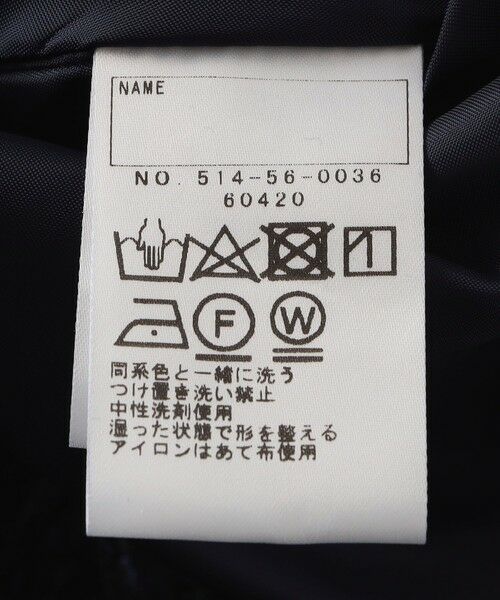 NAME
NO. 514-56-0036
60420
F W
同系色と一緒に洗う
つけ置き洗い禁止
中性洗剤使用
湿った状態で形を整える
アイロンはあて布使用